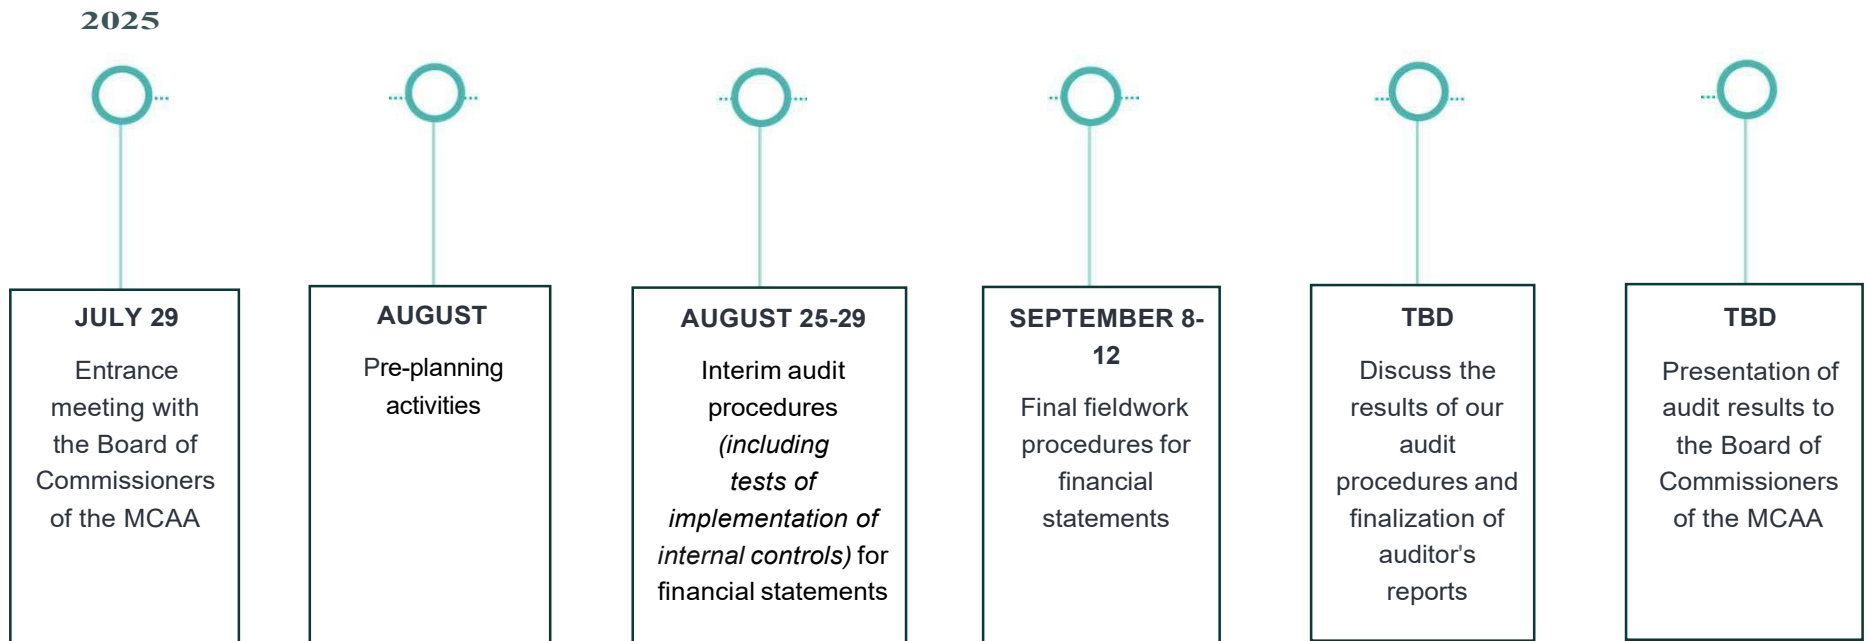 2025
JULY 29
Entrance
meeting with
the Board of
Commissioners
of the MCAA
AUGUST
Pre-planning
activities
AUGUST 25-29
Interim audit
procedures
(including
tests of
implementation of
internal controls) for
financial statements
SEPTEMBER 8-
12
Final fieldwork
procedures for
financial
statements
TBD
Discuss the
results of our
audit
procedures and
finalization of
auditor's
reports
TBD
Presentation of
audit results to
the Board of
Commissioners
of the MCAA